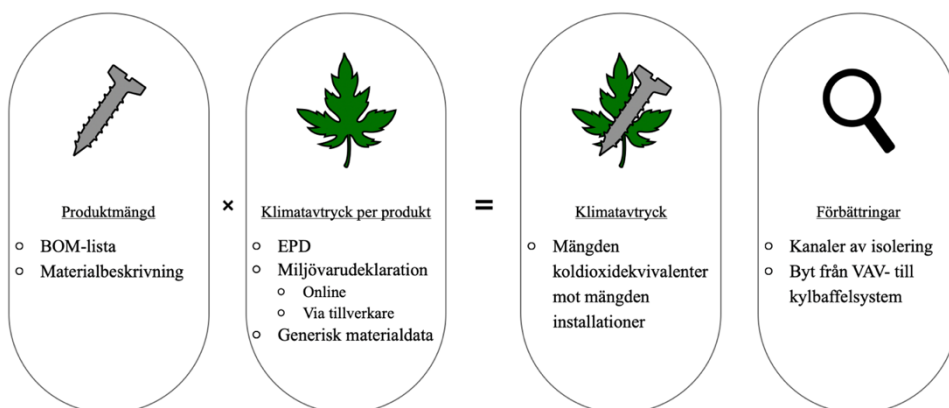 Produktmängd
BOM-lista
Materialbeskrivning
×
Klimatavtryck per produkt
EPD
Miljövarudeklaration
Online
Via tillverkare
Generisk materialdata
=
Klimatavtryck
Mängden
koldioxidekvivalenter
mot mängden
installationer
Förbättringar
Kanaler av isolering
Byt från VAV- till
kylbaffelsystem